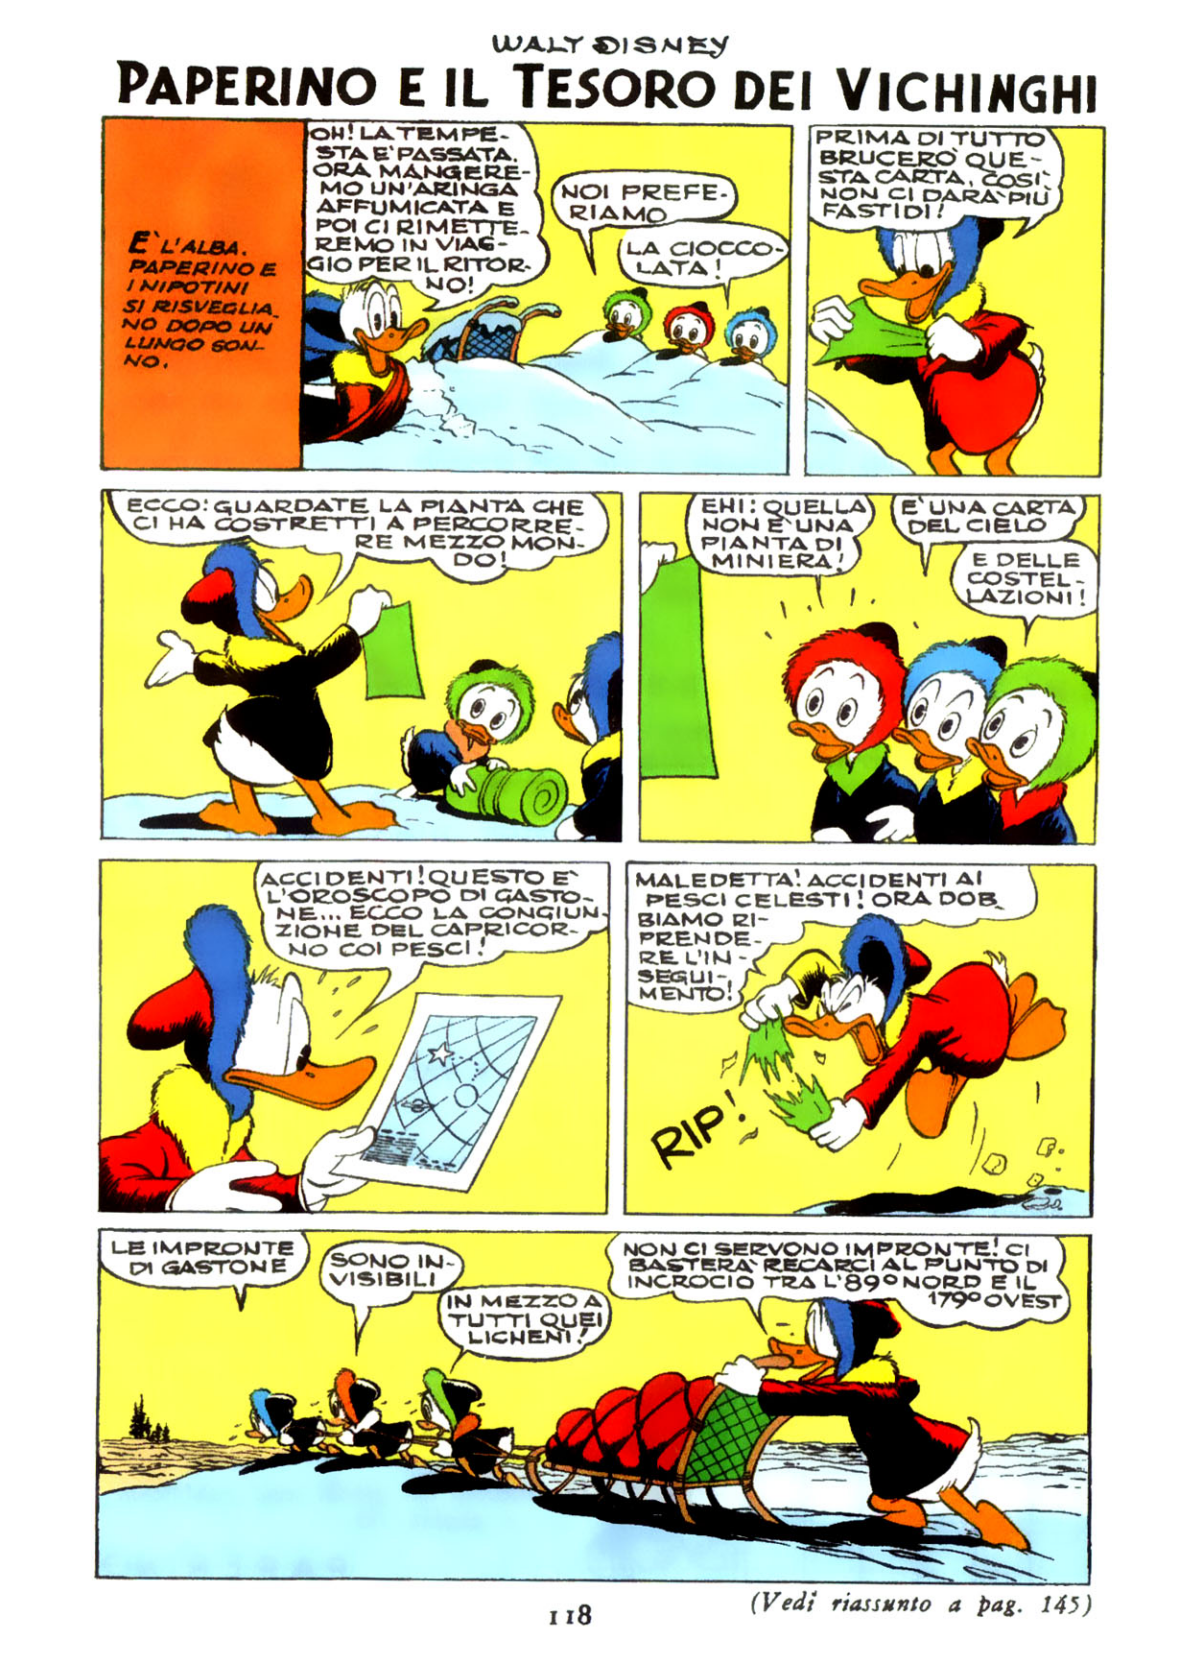 WALT DISNEY
PAPERINO E IL TESORO DEI VICHINGHI
E' L'ALBA.
PAPERINO E
I NIPOTINI
SI RISVEGLIA-
NO DOPO UN
LUNGO SON-
NO.
OH! LA TEMPE-
STA E' PASSATA.
ORA MANGERE-
MO UN'ARINGA
AFFUMICATA E
POI CI RIMETTE-
REMO IN VIAG-
GIO PER IL RITOR-
NO!
NOI PREFE-
RIAMO
LA CIOCCO-
LATA!
PRIMA DI TUTTO
BRUCERO' QUE-
STA CARTA, COSI'
NON CI DARA' PIU'
FASTIDI!
ECCO: GUARDATE LA PIANTA CHE
CI HA COSTRETTI A PERCORRE-
RE MEZZO MON-
DO!
EHI: QUELLA
NON E' UNA
PIANTA DI
MINIERA!
E' UNA CARTA
DEL CIELO
E DELLE
COSTEL-
LAZIONI!
ACCIDENTI! QUESTO E'
L'OROSCOPO DI GASTO-
NE... ECCO LA CONGIUN-
ZIONE DEL CAPRICOR-
NO COI PESCI!
MALEDETTA! ACCIDENTI AI
PESCI CELESTI! ORA DOB-
BIAMO RI-
PRENDE-
RE L'IN-
SEGUI-
MENTO!
RIP!
LE IMPRONTE
DI GASTONE
SONO IN-
VISIBILI
IN MEZZO A
TUTTI QUEI
LICHENI!
NON CI SERVONO IMPRONTE! CI
BASTERA' RECARCI AL PUNTO DI
INCROCIO TRA L'89° NORD E IL
179° OVEST
118
(Vedi riassunto a pag. 145)